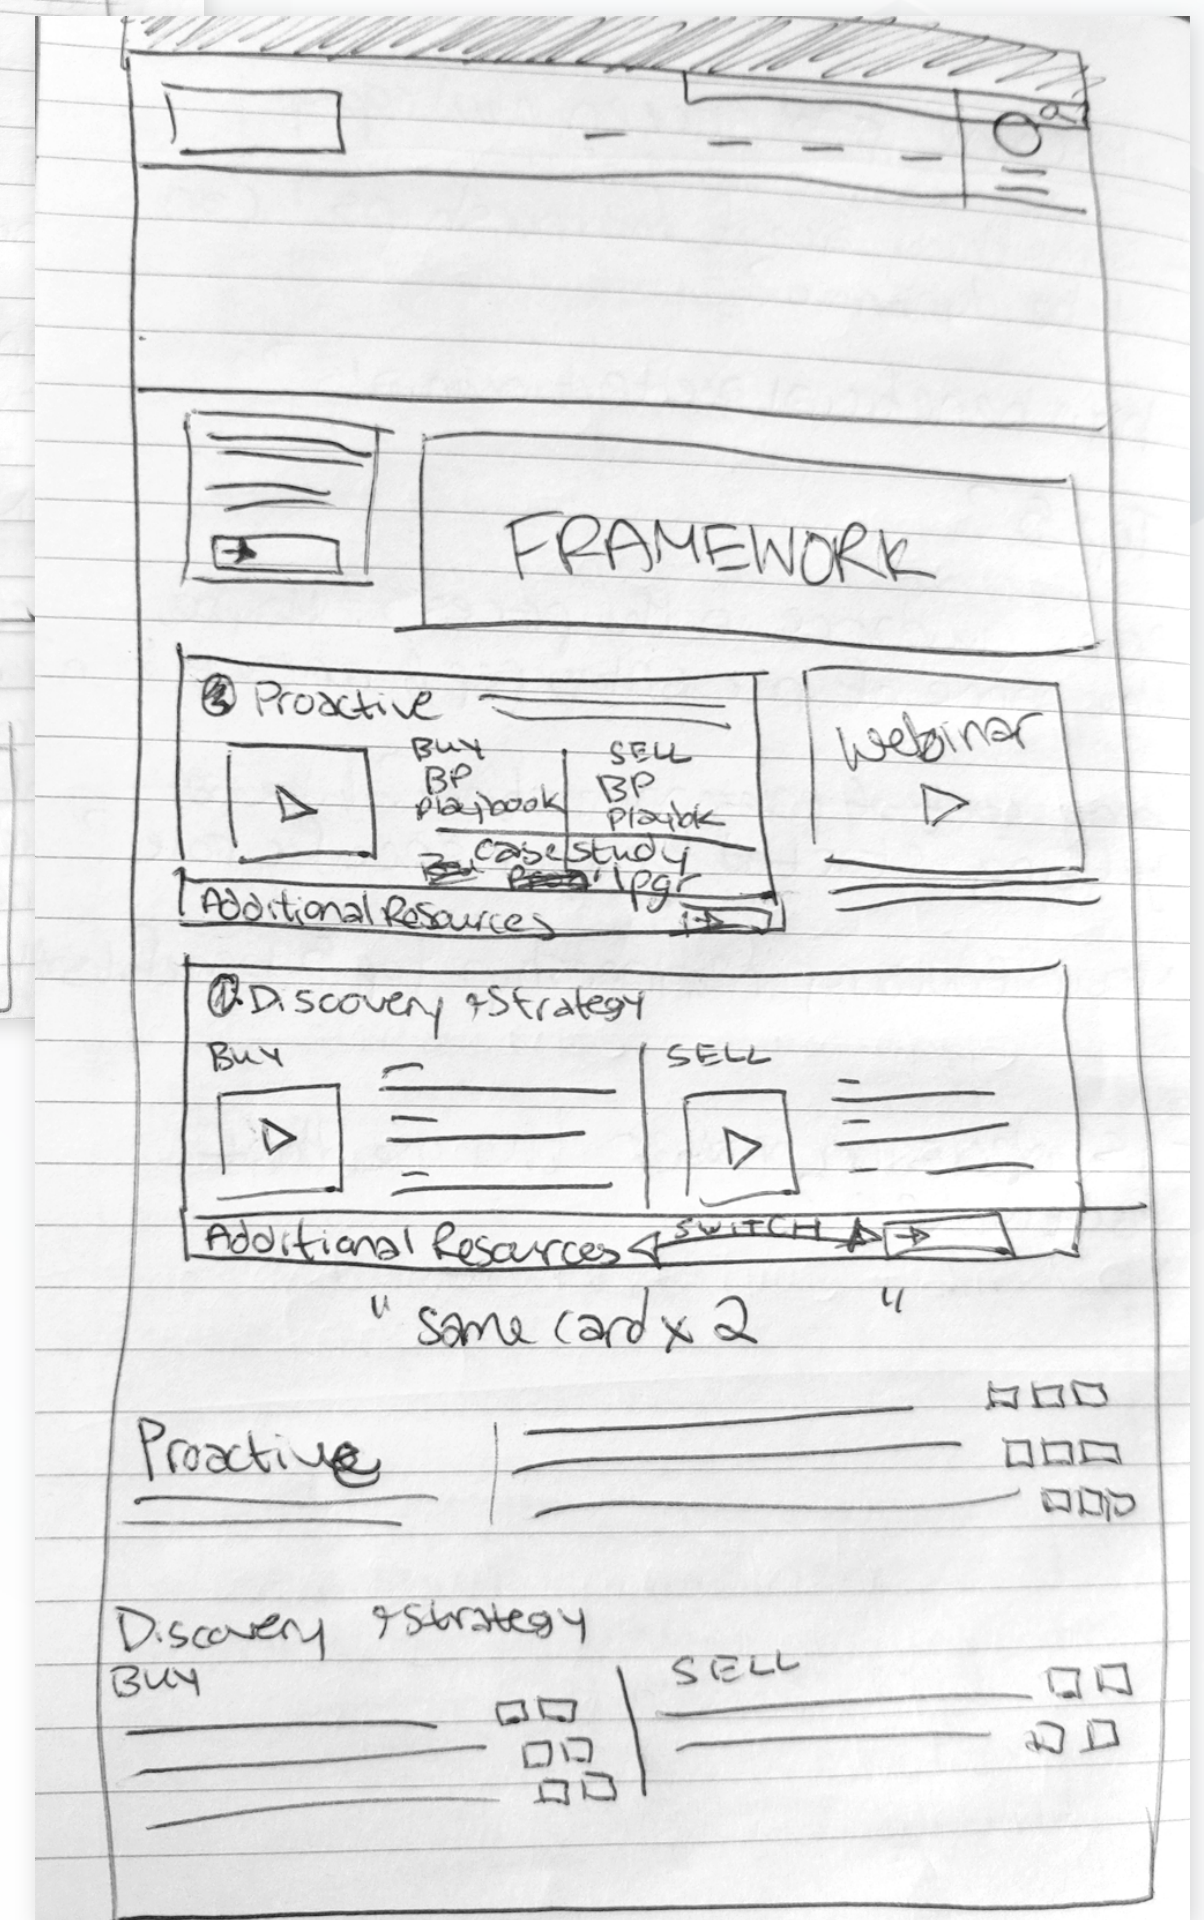 FRAMEWORK
Proactive
BUY
BP
Playbook
SELL
BP
Playbk
Case study
1pgr
Additional Resources
Webinar
1. Discovery + Strategy
BUY
SELL
Additional Resources
SWITCH
" Same card x 2 "
Proactive
Discovery + Strategy
BUY
SELL